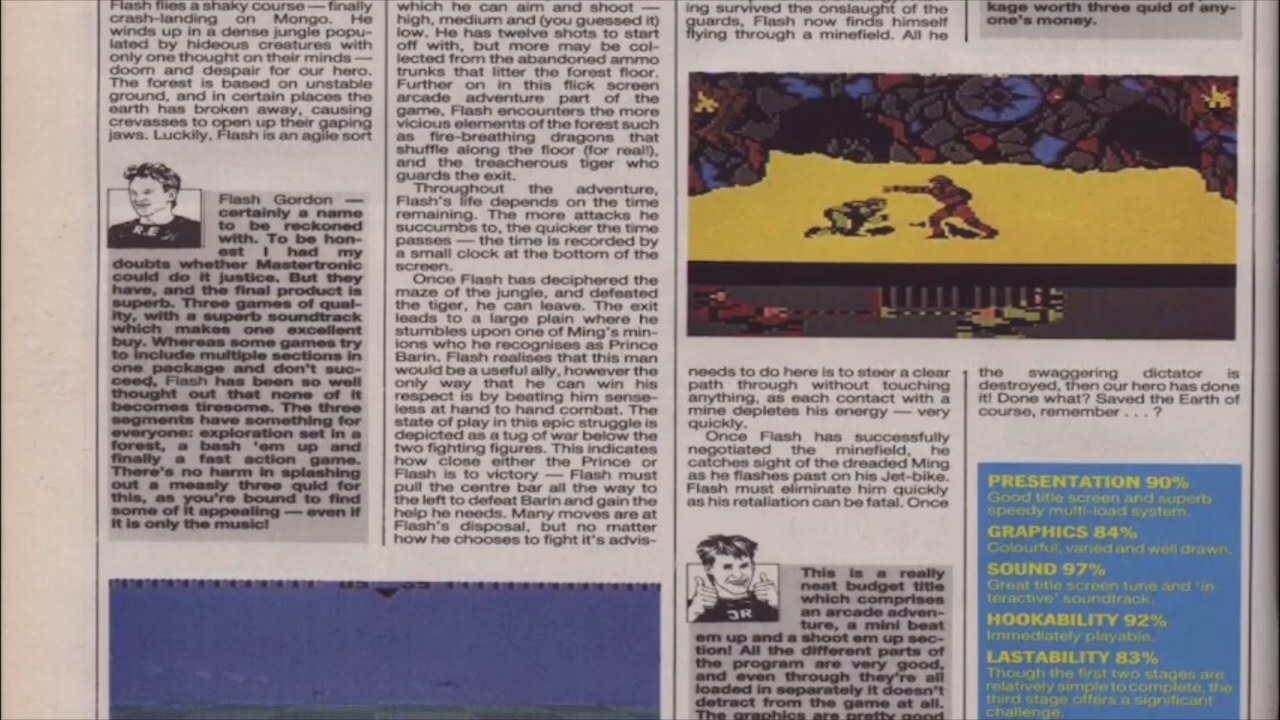 Flash flies a shaky course — finally
crash-landing on Mongo. He
winds up in a dense jungle popu-
lated by hideous creatures with
only one thought on their minds —
doom and despair for our hero.
The forest is based on unstable
ground, and in certain places the
earth has broken away, causing
crevasses to open up their gaping
jaws. Luckily, Flash is an agile sort
R.E
Flash Gordon —
certainly a name
to be reckoned
with. To be hon-
est I had my
doubts whether Mastertronic
could do it justice. But they
have, and the final product is
superb. Three games of qual-
ity, with a superb soundtrack
which makes one excellent
buy. Whereas some games try
to include multiple sections in
one package and don't suc-
ceed, Flash has been so well
thought out that none of it
becomes tiresome. The three
segments have something for
everyone: exploration set in a
forest, a bash 'em up and
finally a fast action game.
There's no harm in splashing
out a measly three quid for
this, as you're bound to find
some of it appealing — even if
it is only the music!
which he can aim and shoot —
high, medium and (you guessed it)
low. He has twelve shots to start
off with, but more may be col-
lected from the abandoned ammo
trunks that litter the forest floor.
Further on in this flick screen
arcade adventure part of the
game, Flash encounters the more
vicious elements of the forest such
as fire-breathing dragons that
shuffle along the floor (for real!),
and the treacherous tiger who
guards the exit.
Throughout the adventure,
Flash's life depends on the time
remaining. The more attacks he
succumbs to, the quicker the time
passes — the time is recorded by
a small clock at the bottom of the
screen.
Once Flash has deciphered the
maze of the jungle, and defeated
the tiger, he can leave. The exit
leads to a large plain where he
stumbles upon one of Ming's min-
ions who he recognises as Prince
Barin. Flash realises that this man
would be a useful ally, however the
only way that he can win his
respect is by beating him sense-
less at hand to hand combat. The
state of play in this epic struggle is
depicted as a tug of war below the
two fighting figures. This indicates
how close either the Prince or
Flash is to victory — Flash must
pull the centre bar all the way to
the left to defeat Barin and gain the
help he needs. Many moves are at
Flash's disposal, but no matter
how he chooses to fight it's advis-
ing survived the onslaught of the
guards, Flash now finds himself
flying through a minefield. All he
needs to do here is to steer a clear
path through without touching
anything, as each contact with a
mine depletes his energy — very
quickly.
Once Flash has successfully
negotiated the minefield, he
catches sight of the dreaded Ming
as he flashes past on his Jet-bike.
Flash must eliminate him quickly
as his retaliation can be fatal. Once
JR
This is a really
neat budget title
which comprises
an arcade adven-
ture, a mini beat
em up and a shoot em up sec-
tion! All the different parts of
the program are very good,
and even through they're all
loaded in separately it doesn't
detract from the game at all.
The graphics are pretty good
kage worth three quid of any-
one's money.
the swaggering dictator is
destroyed, then our hero has done
it! Done what? Saved the Earth of
course, remember . . . ?
PRESENTATION 90%
Good title screen and superb
speedy multi-load system.
GRAPHICS 84%
Colourful, varied and well drawn.
SOUND 97%
Great title screen tune and 'in-
teractive' soundtrack.
HOOKABILITY 92%
Immediately playable.
LASTABILITY 83%
Though the first two stages are
relatively simple to complete, the
third stage offers a significant
challenge.